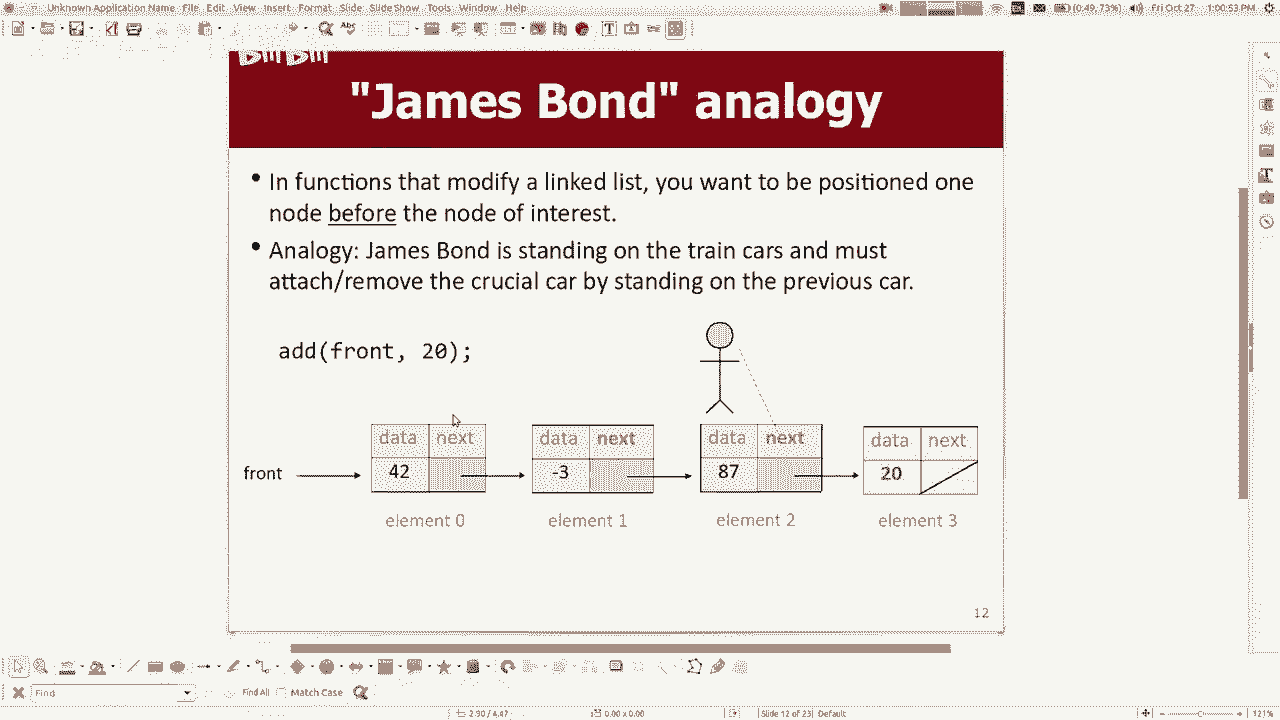 Unknown Application Name File Edit View Insert Format Slide Slide Show Tools Window Help
(0:49, 73%) Fri Oct 27 1:00:53 PM
Abc
"James Bond" analogy
• In functions that modify a linked list, you want to be positioned one
node before the node of interest.
• Analogy: James Bond is standing on the train cars and must
attach/remove the crucial car by standing on the previous car.
add(front, 20);
data next data next data next data next
front 42 -3 87 20
element 0 element 1 element 2 element 3
12
Find Find All Match Case
2.90 / 4.47 0.00 x 0.00 Slide 12 of 23 Default 121%